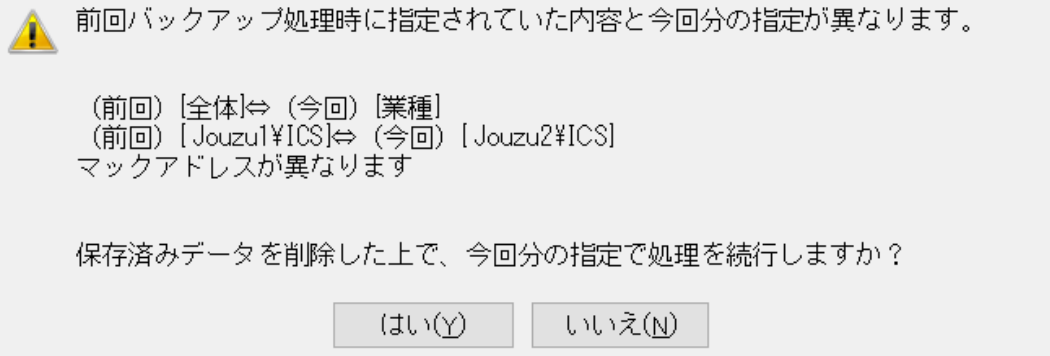 前回バックアップ処理時に指定されていた内容と今回分の指定が異なります。
(前回) [全体]⇔ (今回) [業種]
(前回) [Jouzu1¥ICS]⇔ (今回) [Jouzu2¥ICS]
マックアドレスが異なります
保存済みデータを削除した上で、今回分の指定で処理を続行しますか？
はい(Y) いいえ(N)